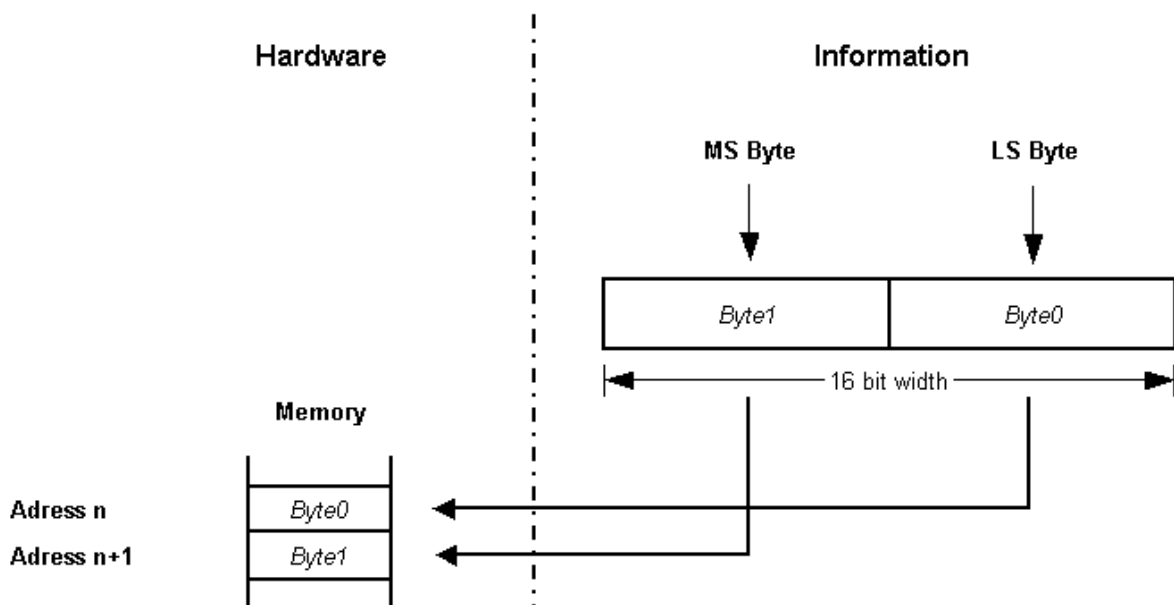 Hardware
Information
MS Byte
LS Byte
Byte1
Byte0
16 bit width
Memory
Adress n
Byte0
Adress n+1
Byte1